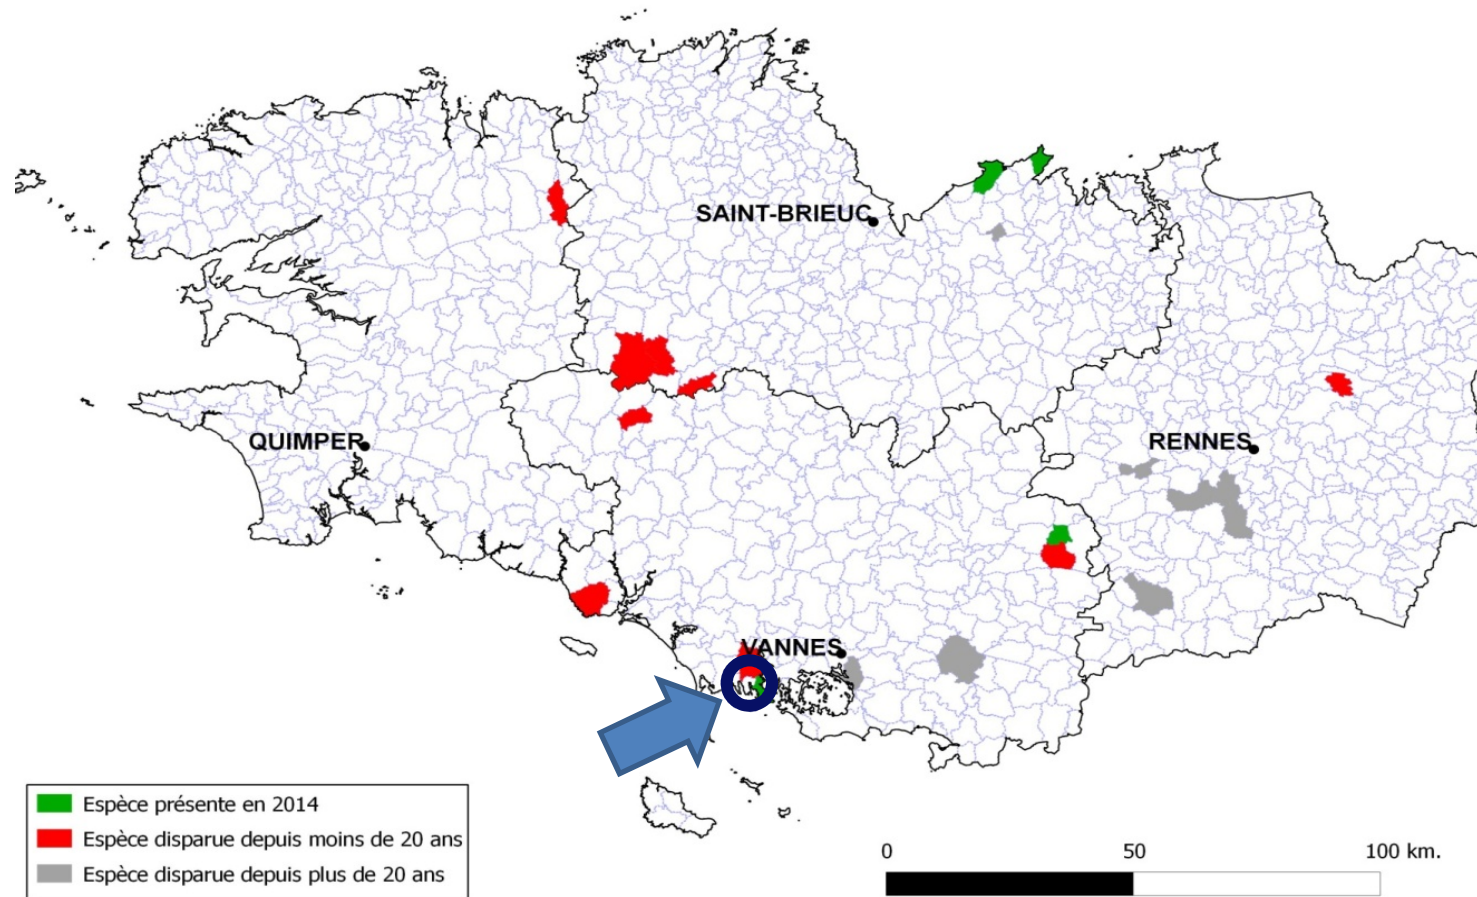 SAINT-BRIEUC
QUIMPER
RENNES
VANNES
Espèce présente en 2014
Espèce disparue depuis moins de 20 ans
Espèce disparue depuis plus de 20 ans
0 50 100 km.